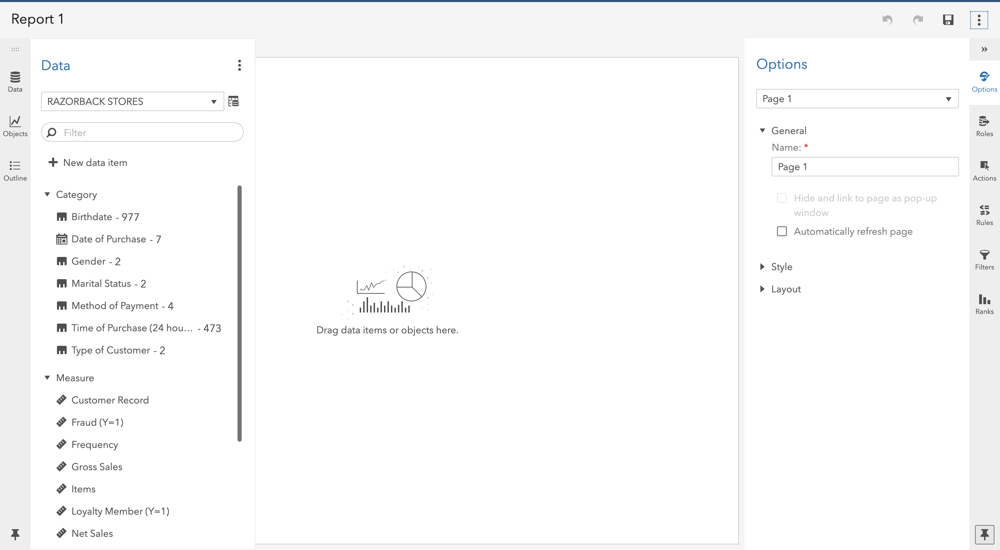 Report 1
Data
Objects
Outline
Data
RAZORBACK STORES
Filter
New data item
Category
Birthdate - 977
Date of Purchase - 7
Gender - 2
Marital Status - 2
Method of Payment - 4
Time of Purchase (24 hou... - 473
Type of Customer - 2
Measure
Customer Record
Fraud (Y=1)
Frequency
Gross Sales
Items
Loyalty Member (Y=1)
Net Sales
Drag data items or objects here.
Options
Page 1
General
Name: *
Page 1
Hide and link to page as pop-up
window
Automatically refresh page
Style
Layout
Options
Roles
Actions
Rules
Filters
Ranks